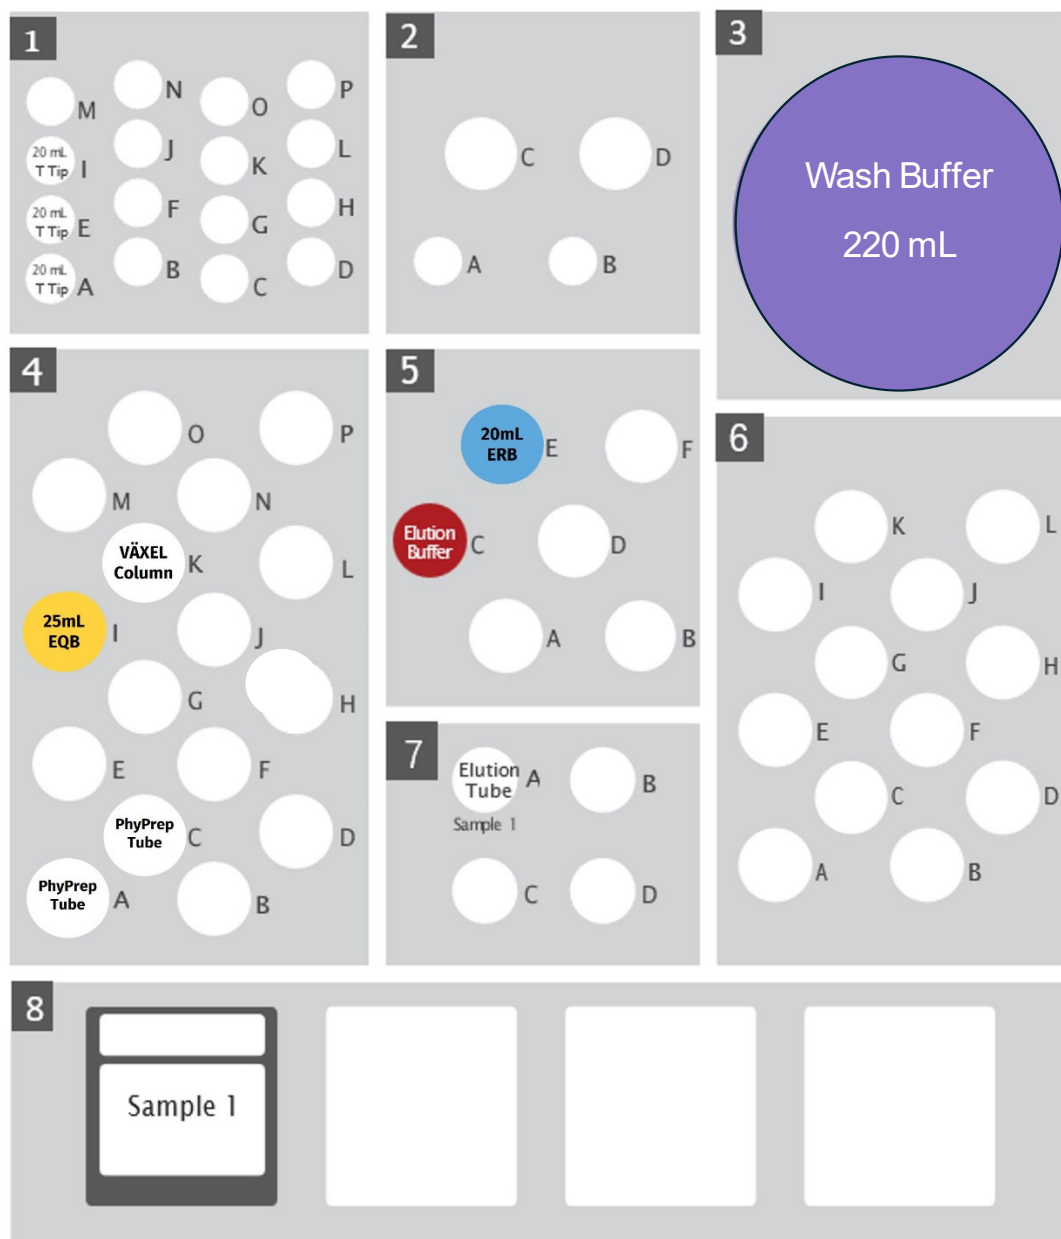 1
M
N
O
P
20 mL
T Tip
I
J
K
L
20 mL
T Tip
E
F
G
H
20 mL
T Tip
A
B
C
D
2
C
D
A
B
3
Wash Buffer
220 mL
4
O
P
M
N
VÄXEL
Column
K
L
25mL
EQB
I
J
G
H
E
F
PhyPrep
Tube
C
D
PhyPrep
Tube
A
B
5
20mL
ERB
E
F
Elution
Buffer
C
D
A
B
6
K
L
I
J
G
H
E
F
C
D
A
B
7
Elution
Tube
A
Sample 1
B
C
D
8
Sample 1